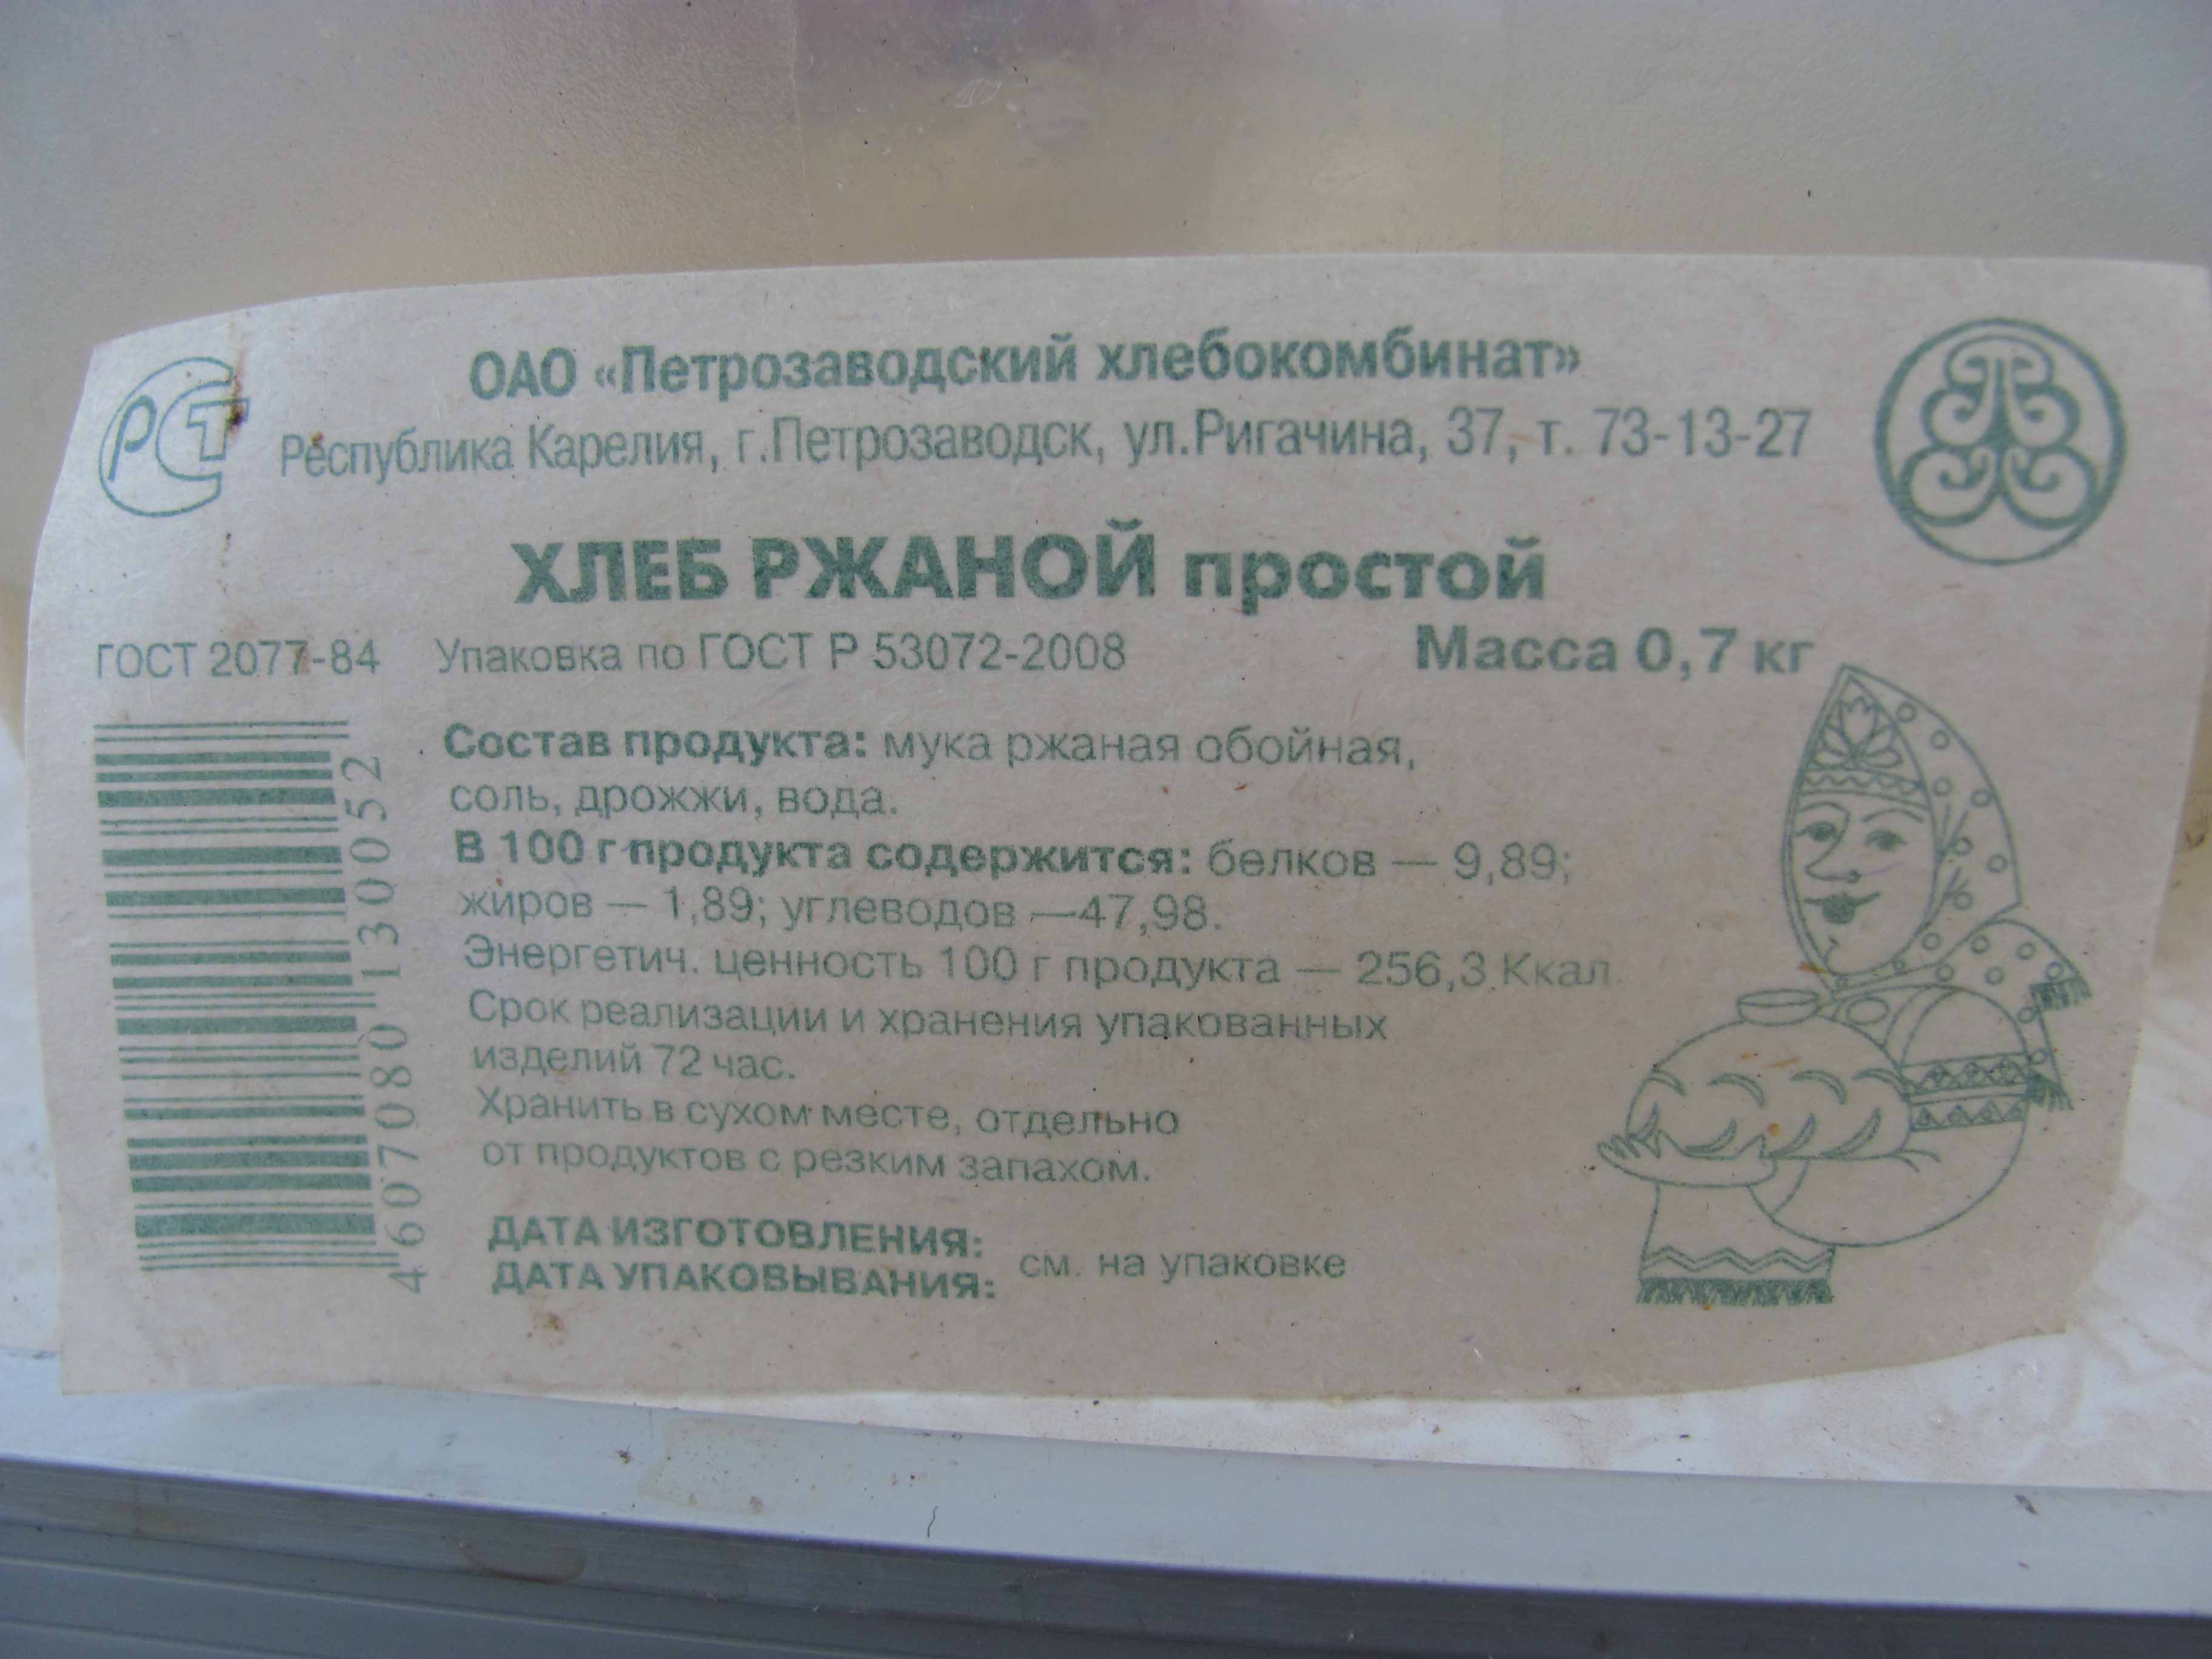 РСТ
ОАО «Петрозаводский хлебокомбинат»
Республика Карелия, г.Петрозаводск, ул.Ригачина, 37, т. 73-13-27
ХЛЕБ РЖАНОЙ простой
ГОСТ 2077-84 Упаковка по ГОСТ Р 53072-2008 Масса 0,7 кг
Состав продукта: мука ржаная обойная,
соль, дрожжи, вода.
В 100 г продукта содержится: белков — 9,89;
жиров — 1,89; углеводов —47,98.
Энергетич. ценность 100 г продукта — 256,3 Ккал.
Срок реализации и хранения упакованных
изделий 72 час.
Хранить в сухом месте, отдельно
от продуктов с резким запахом.
ДАТА ИЗГОТОВЛЕНИЯ:
ДАТА УПАКОВЫВАНИЯ:
см. на упаковке
4 607080 130052